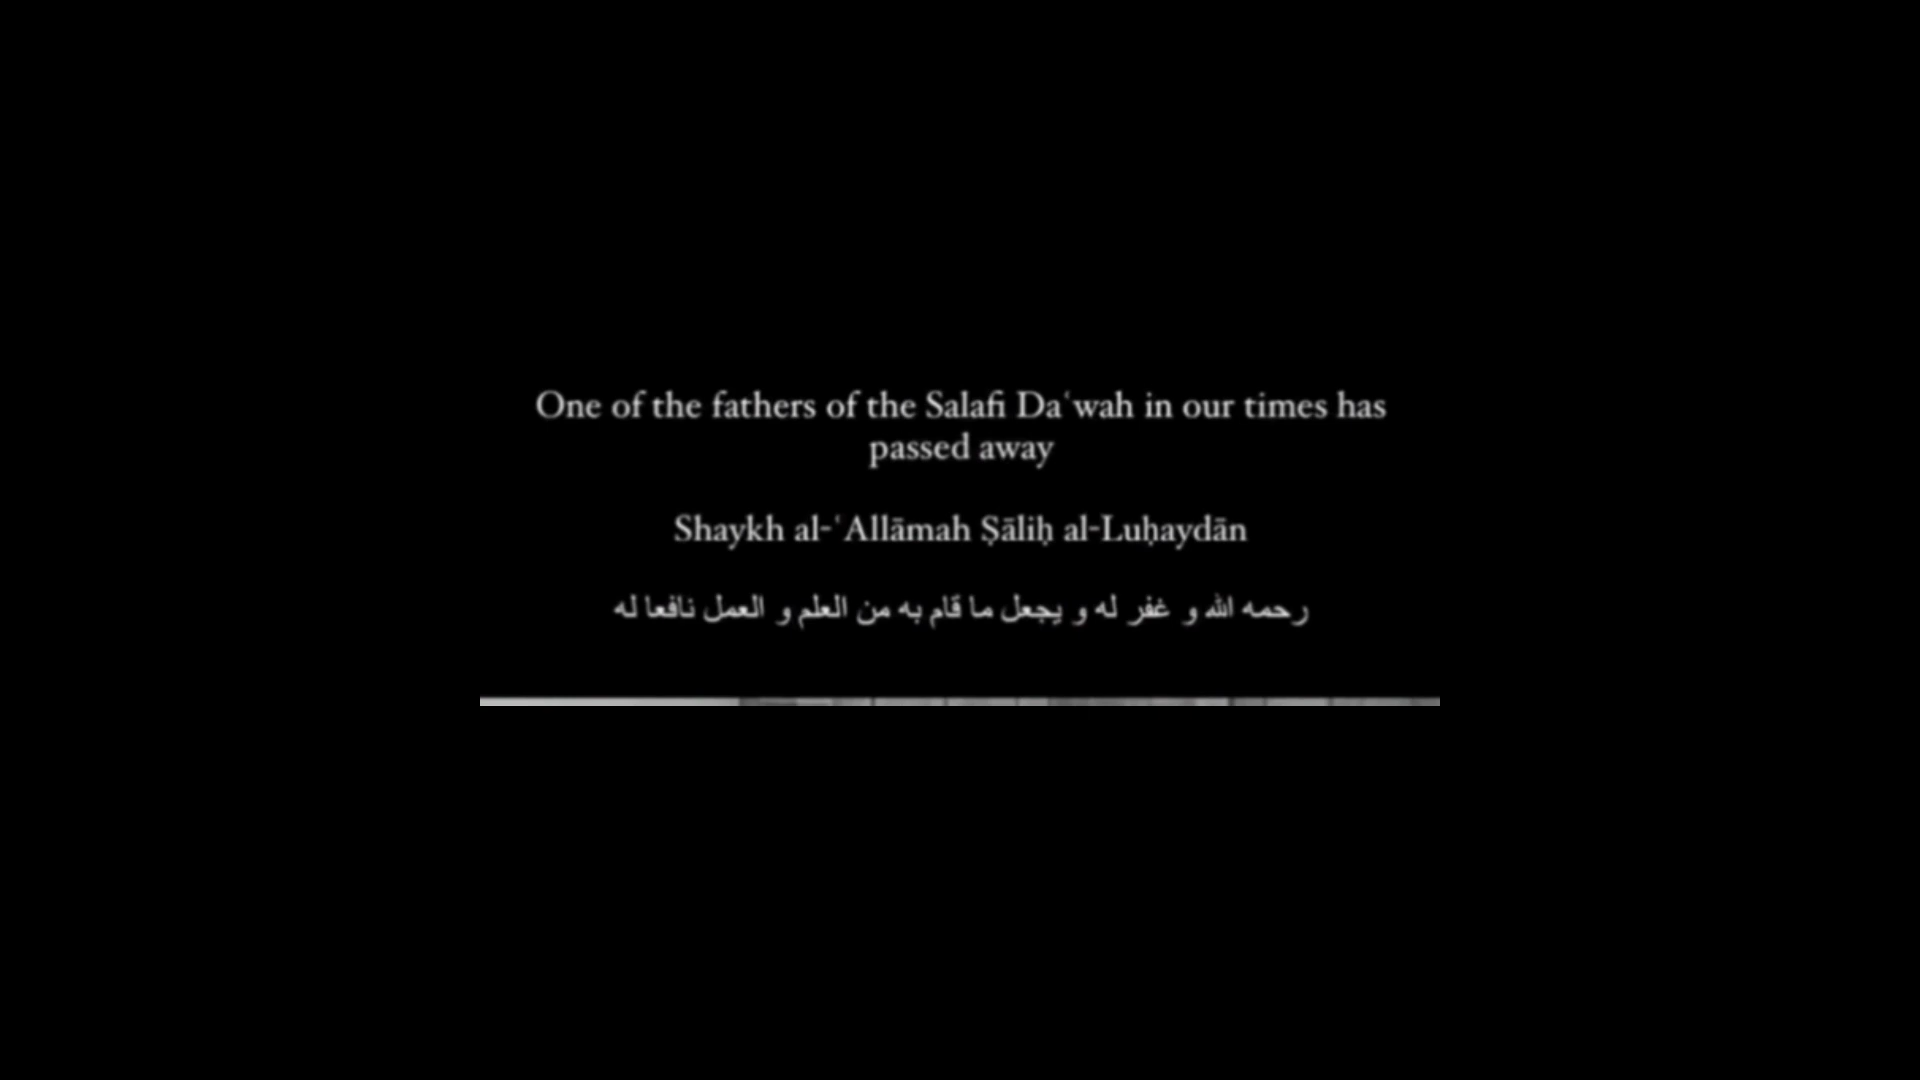 One of the fathers of the Salafi Daʿwah in our times has
passed away
Shaykh al-ʿAllāmah Ṣāliḥ al-Luḥaydān
رحمه الله و غفر له و يجعل ما قام به من العلم و العمل نافعا له